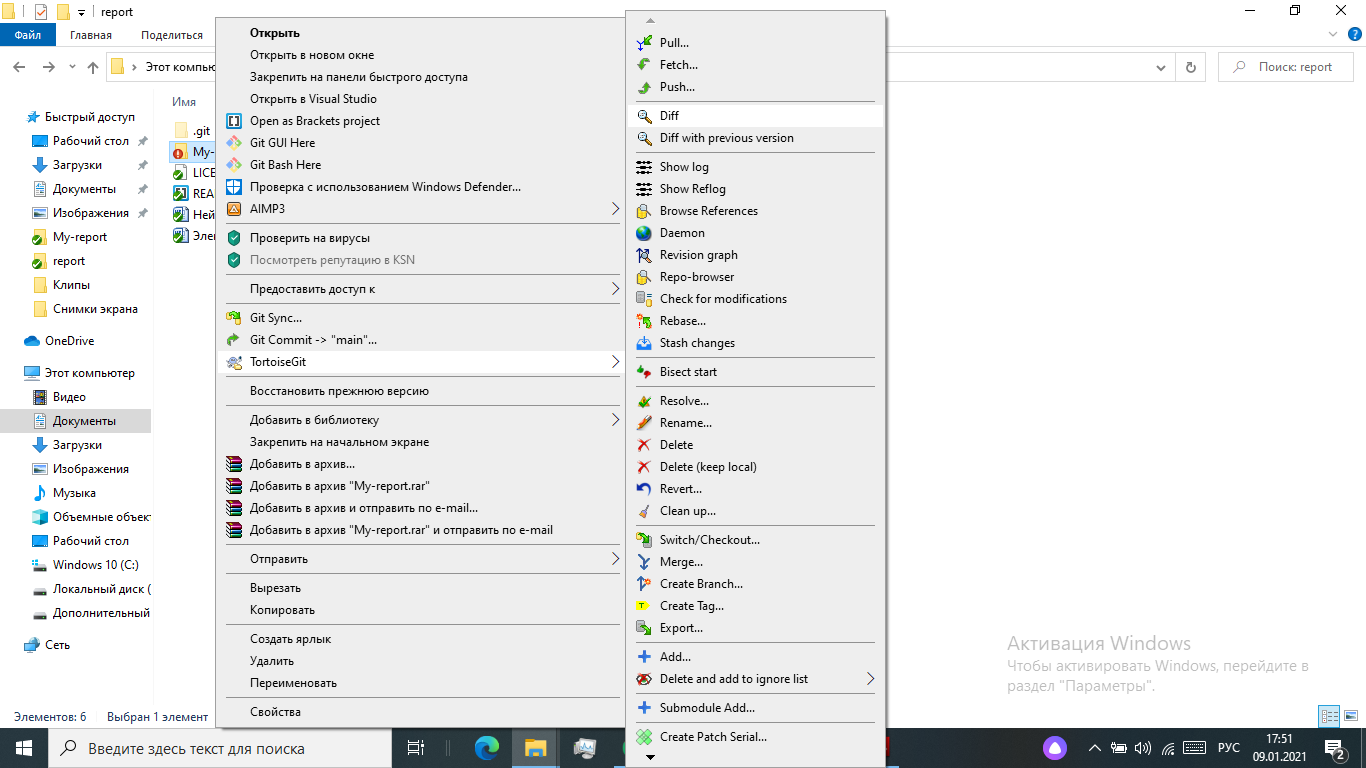 report
Файл
Главная
Поделиться
Этот компью
Поиск: report
Имя
Быстрый доступ
Рабочий стол
Загрузки
Документы
Изображения
My-report
report
Клипы
Снимки экрана
OneDrive
Этот компьютер
Видео
Документы
Загрузки
Изображения
Музыка
Объемные объект
Рабочий стол
Windows 10 (C:)
Локальный диск (
Дополнительный
Сеть
.git
My-
LICE
REA
Ней
Эле
Элементов: 6
Выбран 1 элемент
Открыть
Открыть в новом окне
Закрепить на панели быстрого доступа
Открыть в Visual Studio
Open as Brackets project
Git GUI Here
Git Bash Here
Проверка с использованием Windows Defender...
AIMP3
Проверить на вирусы
Посмотреть репутацию в KSN
Предоставить доступ к
Git Sync...
Git Commit -> "main"...
TortoiseGit
Восстановить прежнюю версию
Добавить в библиотеку
Закрепить на начальном экране
Добавить в архив...
Добавить в архив "My-report.rar"
Добавить в архив и отправить по e-mail...
Добавить в архив "My-report.rar" и отправить по e-mail
Отправить
Вырезать
Копировать
Создать ярлык
Удалить
Переименовать
Свойства
Pull...
Fetch...
Push...
Diff
Diff with previous version
Show log
Show Reflog
Browse References
Daemon
Revision graph
Repo-browser
Check for modifications
Rebase...
Stash changes
Bisect start
Resolve...
Rename...
Delete
Delete (keep local)
Revert...
Clean up...
Switch/Checkout...
Merge...
Create Branch...
Create Tag...
Export...
Add...
Delete and add to ignore list
Submodule Add...
Create Patch Serial...
Активация Windows
Чтобы активировать Windows, перейдите в
раздел "Параметры".
Введите здесь текст для поиска
РУС
17:51
09.01.2021
2